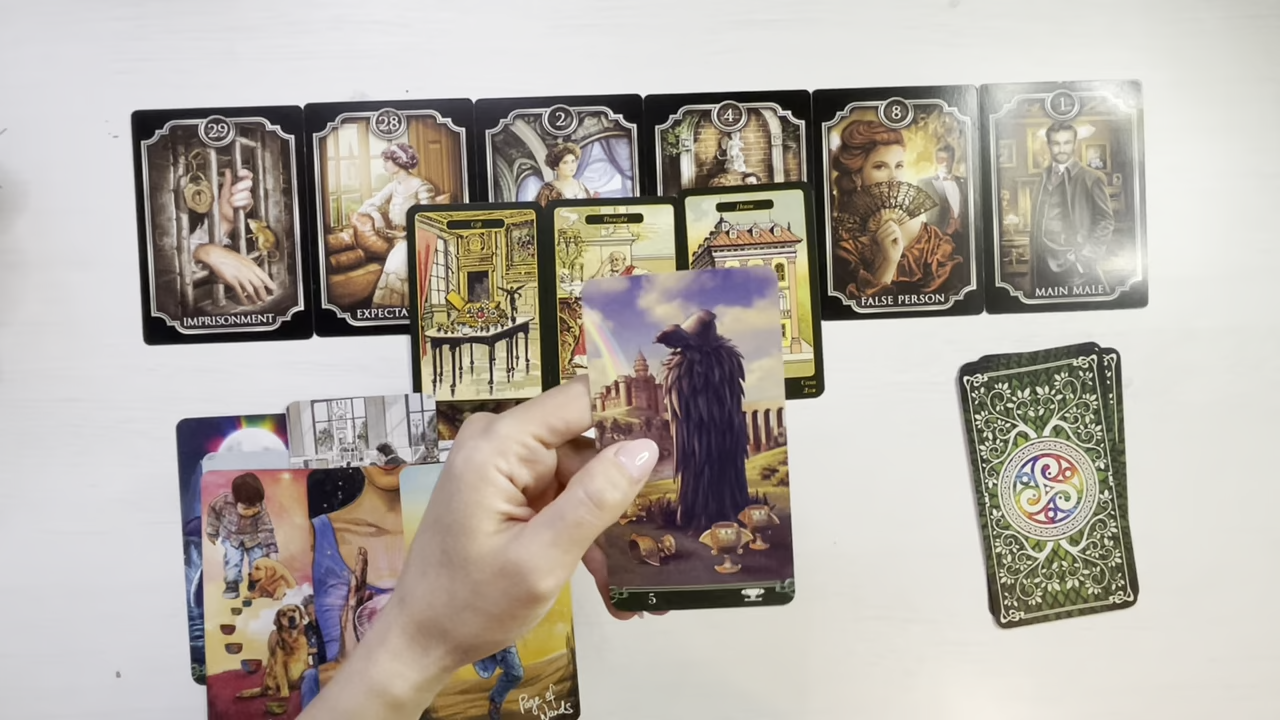 29
28
2
4
8
1
IMPRISONMENT
EXPECTA
FALSE PERSON
MAIN MALE
Gift
Thought
House
5
Page of
Wands